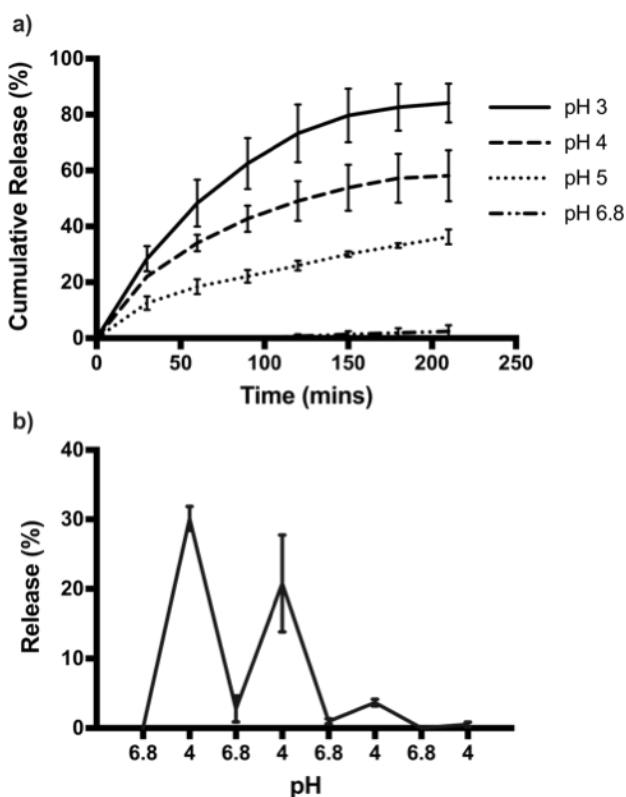 a)
Cumulative Release (%)
100
80
60
40
20
0
0 50 100 150 200 250
Time (mins)
pH 3
pH 4
pH 5
pH 6.8
b)
Release (%)
40
30
20
10
0
6.8 4 6.8 4 6.8 4 6.8 4
pH